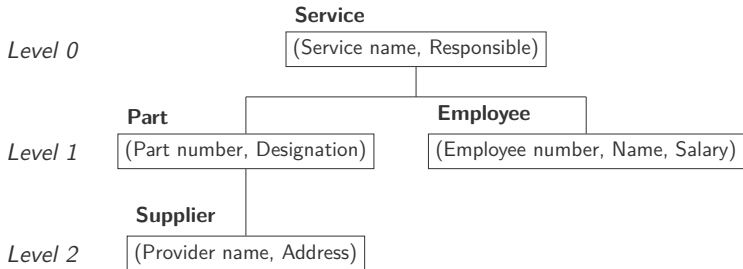 Service
Level 0
(Service name, Responsible)
Part
Employee
Level 1
(Part number, Designation)
(Employee number, Name, Salary)
Supplier
Level 2
(Provider name, Address)